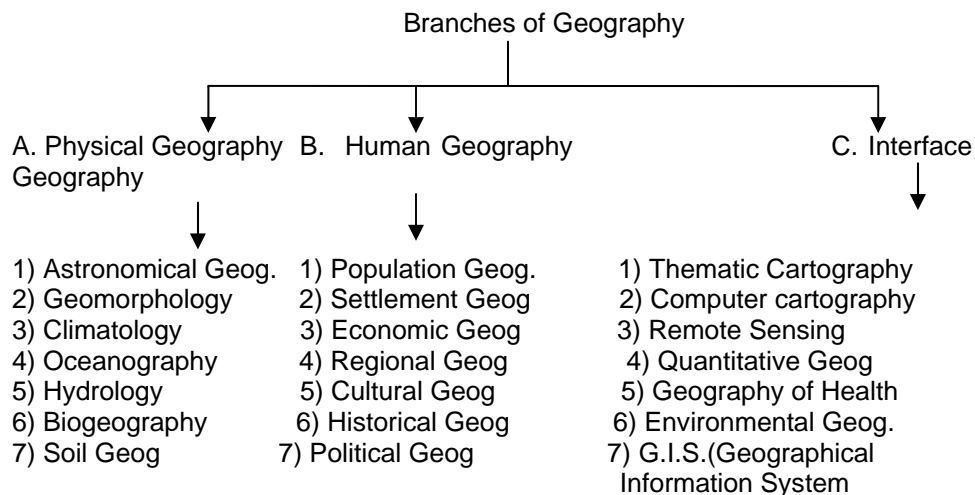 Branches of Geography
A. Physical Geography B. Human Geography C. Interface
Geography
1) Astronomical Geog. 1) Population Geog. 1) Thematic Cartography
2) Geomorphology 2) Settlement Geog 2) Computer cartography
3) Climatology 3) Economic Geog 3) Remote Sensing
4) Oceanography 4) Regional Geog 4) Quantitative Geog
5) Hydrology 5) Cultural Geog 5) Geography of Health
6) Biogeography 6) Historical Geog 6) Environmental Geog.
7) Soil Geog 7) Political Geog 7) G.I.S.(Geographical
Information System